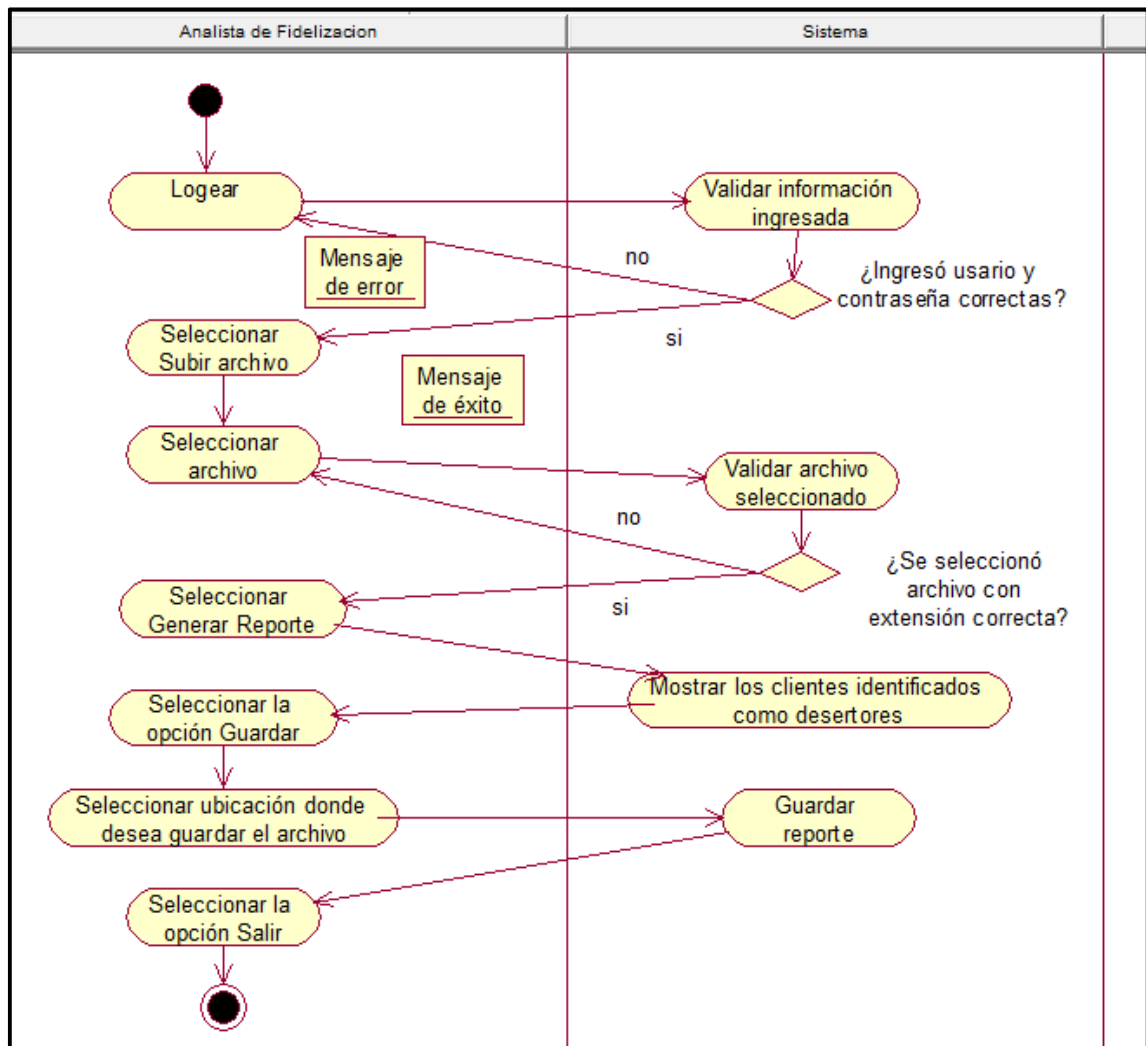 Analista de Fidelizacion
Sistema
Logear
Validar información
ingresada
Mensaje
de error
no
¿Ingresó usario y
contraseña correctas?
Seleccionar
Subir archivo
si
Mensaje
de éxito
Seleccionar
archivo
Validar archivo
seleccionado
no
¿Se seleccionó
archivo con
extensión correcta?
Seleccionar
Generar Reporte
si
Mostrar los clientes identificados
como desertores
Seleccionar la
opción Guardar
Seleccionar ubicación donde
desea guardar el archivo
Guardar
reporte
Seleccionar la
opción Salir